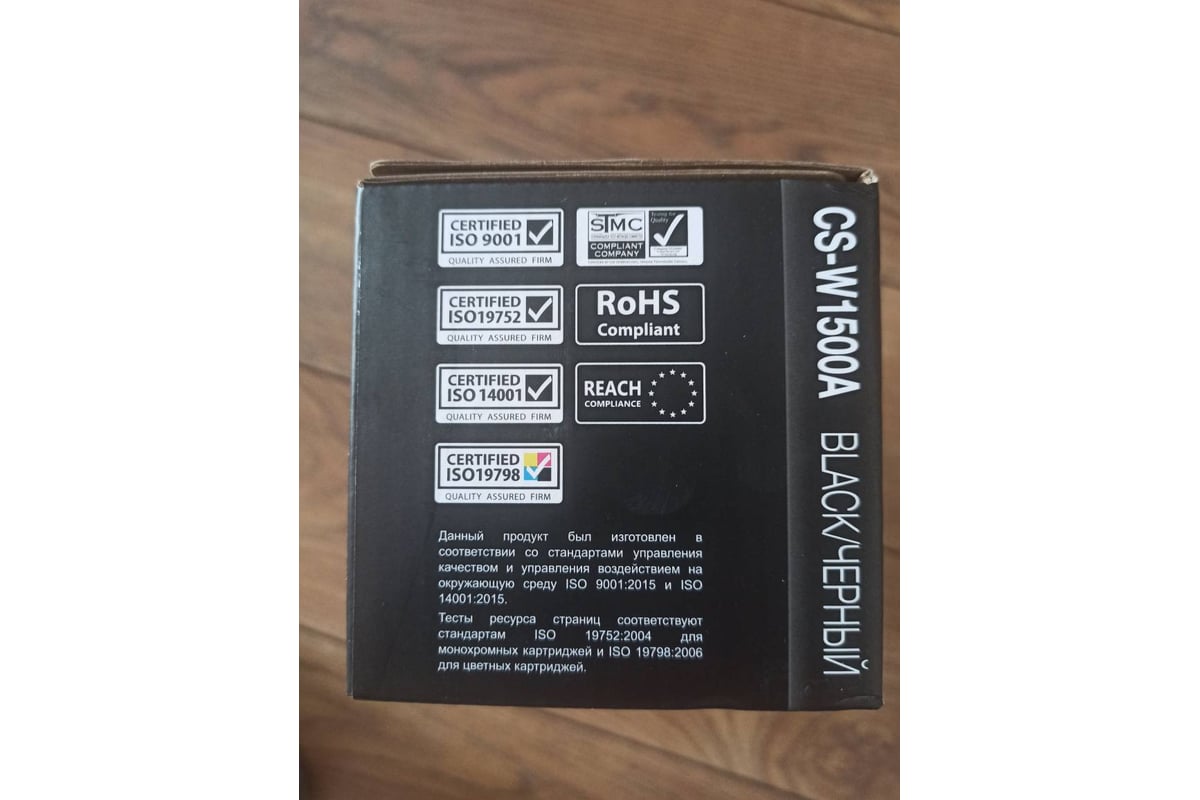 CERTIFIED
ISO 9001
QUALITY ASSURED FIRM
STMC
COMPLIANT
COMPANY
Testing for
Quality
CERTIFIED
ISO19752
QUALITY ASSURED FIRM
RoHS
Compliant
CERTIFIED
ISO 14001
QUALITY ASSURED FIRM
REACH
COMPLIANCE
CERTIFIED
ISO19798
QUALITY ASSURED FIRM
Данный продукт был изготовлен в
соответствии со стандартами управления
качеством и управления воздействием на
окружающую среду ISO 9001:2015 и ISO
14001:2015.
Тесты ресурса страниц соответствуют
стандартам ISO 19752:2004 для
монохромных картриджей и ISO 19798:2006
для цветных картриджей.
CS-W1500A BLACK/ЧЕРНЫЙ